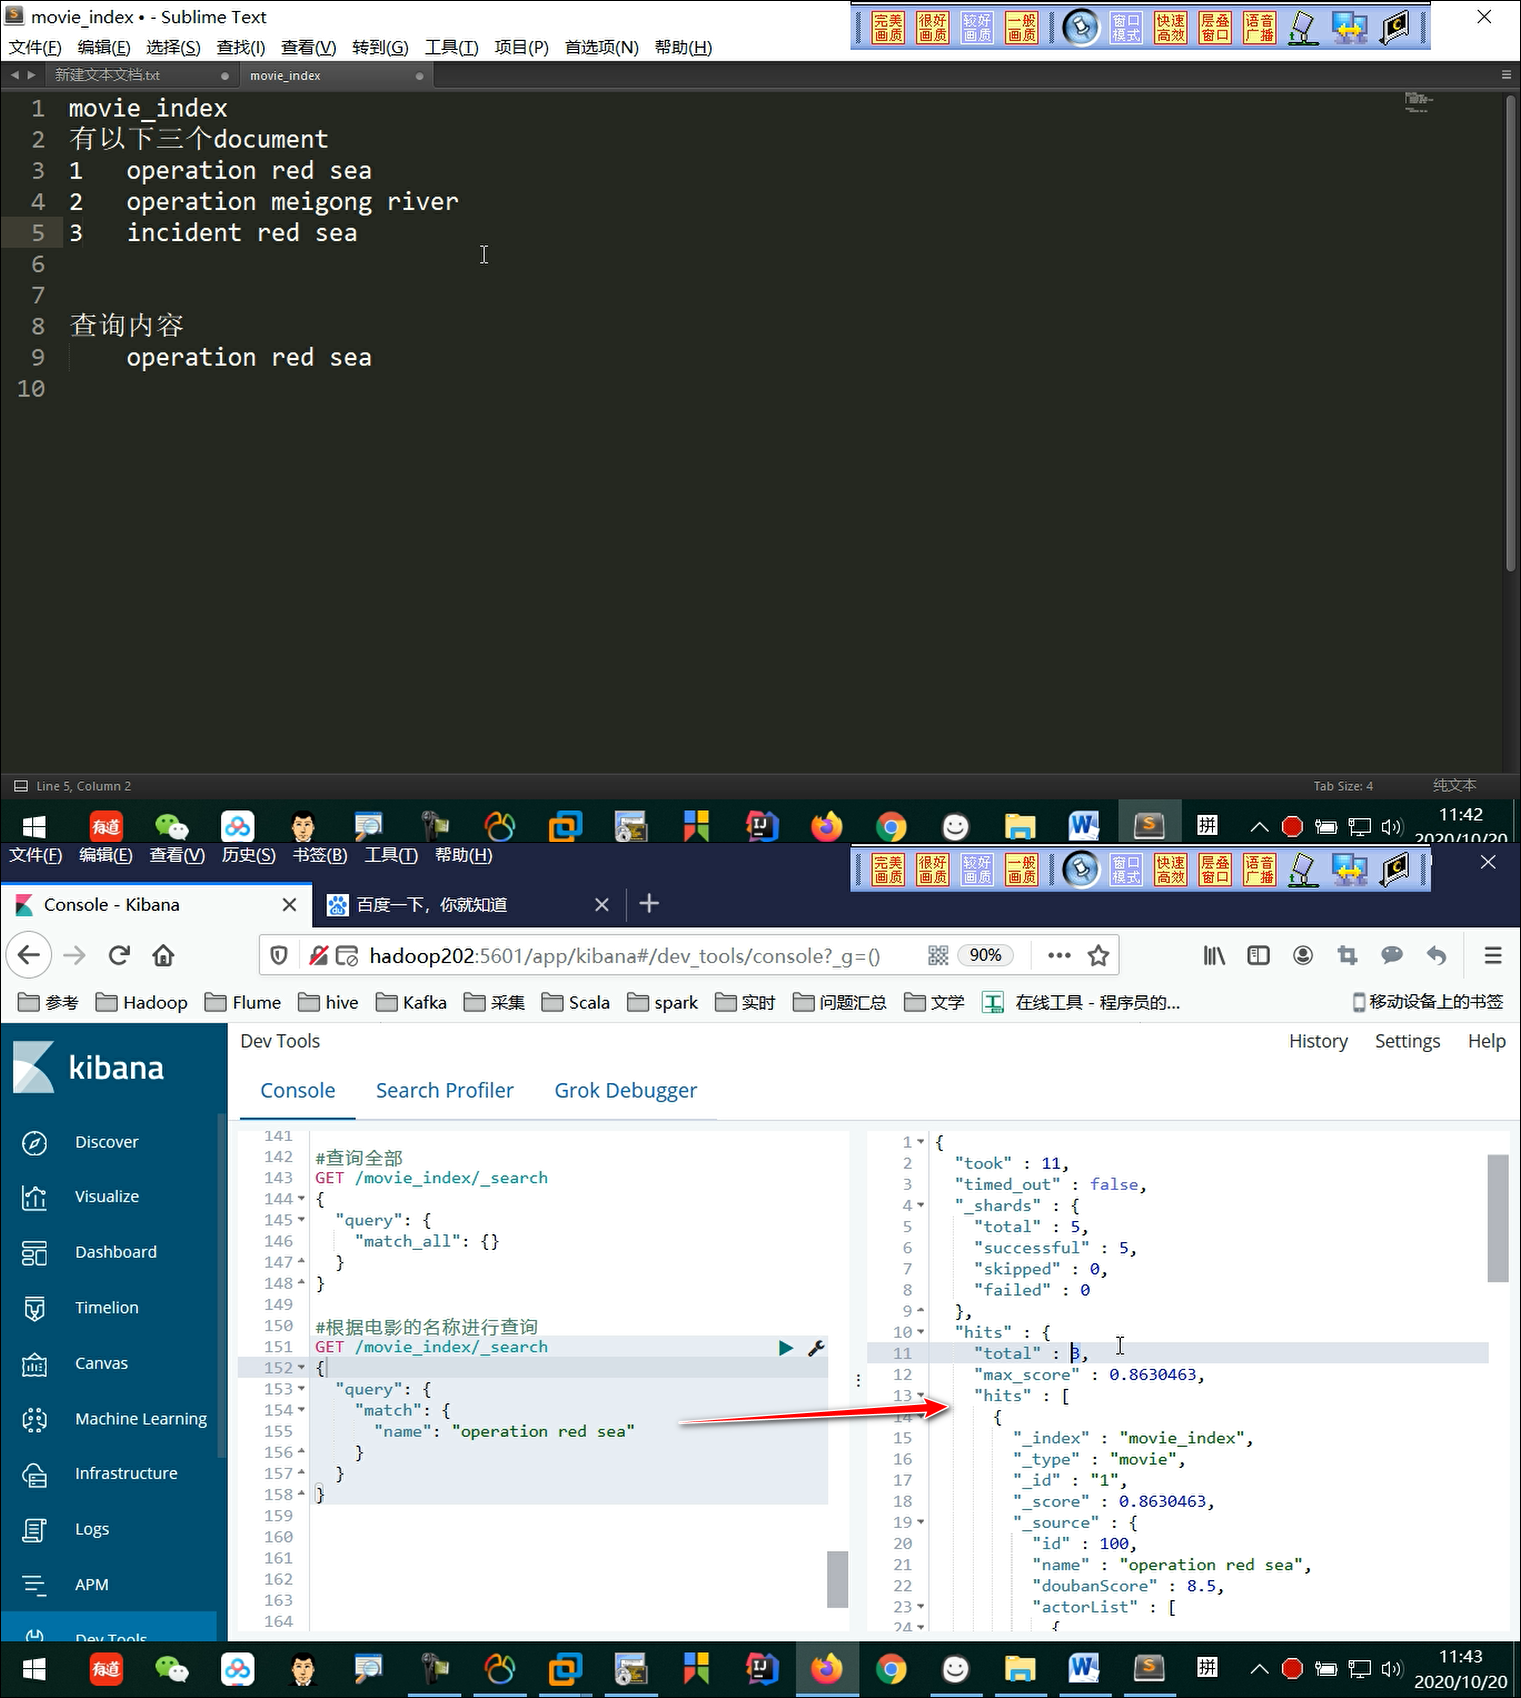 movie_index • - Sublime Text
完美画质 很好画质 较好画质 一般画质 窗口模式 快速高效 层叠窗口 语音广播
文件(F) 编辑(E) 选择(S) 查找(I) 查看(V) 转到(G) 工具(T) 项目(P) 首选项(N) 帮助(H)
新建文本文档.txt movie_index
1 movie_index
2 有以下三个document
3 1 operation red sea
4 2 operation meigong river
5 3 incident red sea
6
7
8 查询内容
9 operation red sea
10
Line 5, Column 2 Tab Size: 4 纯文本
有道 拼 11:42
2020/10/20
文件(F) 编辑(E) 查看(V) 历史(S) 书签(B) 工具(T) 帮助(H)
完美画质 很好画质 较好画质 一般画质 窗口模式 快速高效 层叠窗口 语音广播
Console - Kibana 百度一下，你就知道
hadoop202:5601/app/kibana#/dev_tools/console?_g=() 90%
参考 Hadoop Flume hive Kafka 采集 Scala spark 实时 问题汇总 文学 在线工具 - 程序员的... 移动设备上的书签
kibana
Discover
Visualize
Dashboard
Timelion
Canvas
Machine Learning
Infrastructure
Logs
APM
Dev Tools
Dev Tools History Settings Help
Console Search Profiler Grok Debugger
141
142 #查询全部
143 GET /movie_index/_search
144 {
145 "query": {
146 "match_all": {}
147 }
148 }
149
150 #根据电影的名称进行查询
151 GET /movie_index/_search
152 {
153 "query": {
154 "match": {
155 "name": "operation red sea"
156 }
157 }
158 }
159
160
161
162
163
164
1 {
2 "took" : 11,
3 "timed_out" : false,
4 "_shards" : {
5 "total" : 5,
6 "successful" : 5,
7 "skipped" : 0,
8 "failed" : 0
9 },
10 "hits" : {
11 "total" : 3,
12 "max_score" : 0.8630463,
13 "hits" : [
14 {
15 "_index" : "movie_index",
16 "_type" : "movie",
17 "_id" : "1",
18 "_score" : 0.8630463,
19 "_source" : {
20 "id" : 100,
21 "name" : "operation red sea",
22 "doubanScore" : 8.5,
23 "actorList" : [
24 {
有道 拼 11:43
2020/10/20